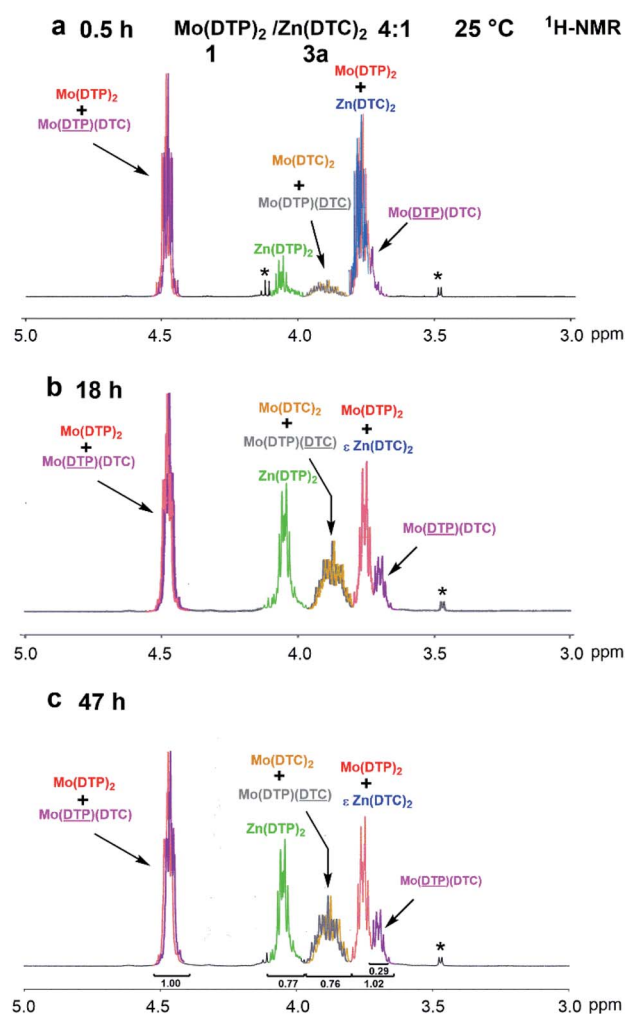 a 0.5 h Mo(DTP)2 /Zn(DTC)2 4:1 25 °C 1H-NMR
1 3a
Mo(DTP)2
+
Zn(DTC)2
Mo(DTP)2
+
Mo(DTP)(DTC)
Mo(DTC)2
+
Mo(DTP)(DTC)
Mo(DTP)(DTC)
Zn(DTP)2
*
*
5.0 4.5 4.0 3.5 3.0 ppm
b 18 h
Mo(DTP)2
+
Mo(DTP)(DTC)
Mo(DTC)2
+
Mo(DTP)(DTC)
Mo(DTP)2
+
ε Zn(DTC)2
Zn(DTP)2
Mo(DTP)(DTC)
*
5.0 4.5 4.0 3.5 3.0 ppm
c 47 h
Mo(DTP)2
+
Mo(DTP)(DTC)
Mo(DTC)2
+
Mo(DTP)(DTC)
Mo(DTP)2
+
ε Zn(DTC)2
Zn(DTP)2
Mo(DTP)(DTC)
*
0.29
1.00 0.77 0.76 1.02
5.0 4.5 4.0 3.5 3.0 ppm